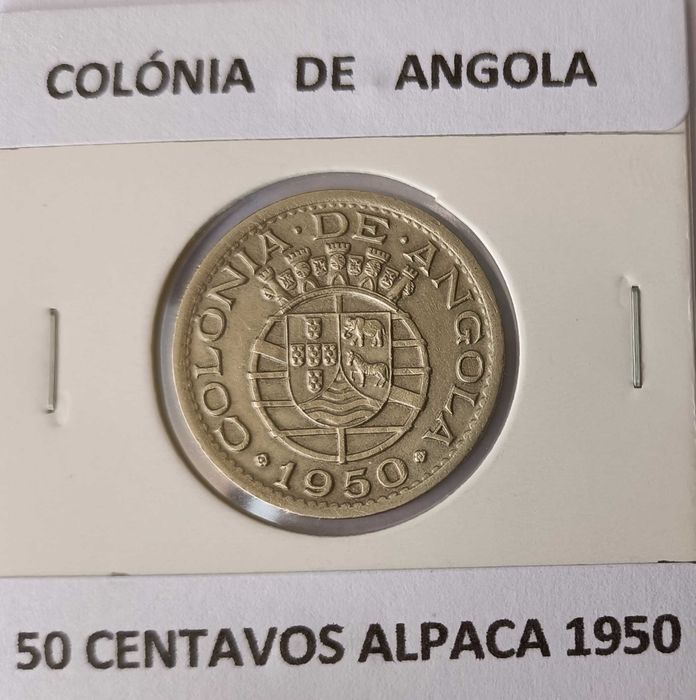 COLÓNIA DE ANGOLA
COLONIA · DE · ANGOLA
1950
50 CENTAVOS ALPACA 1950